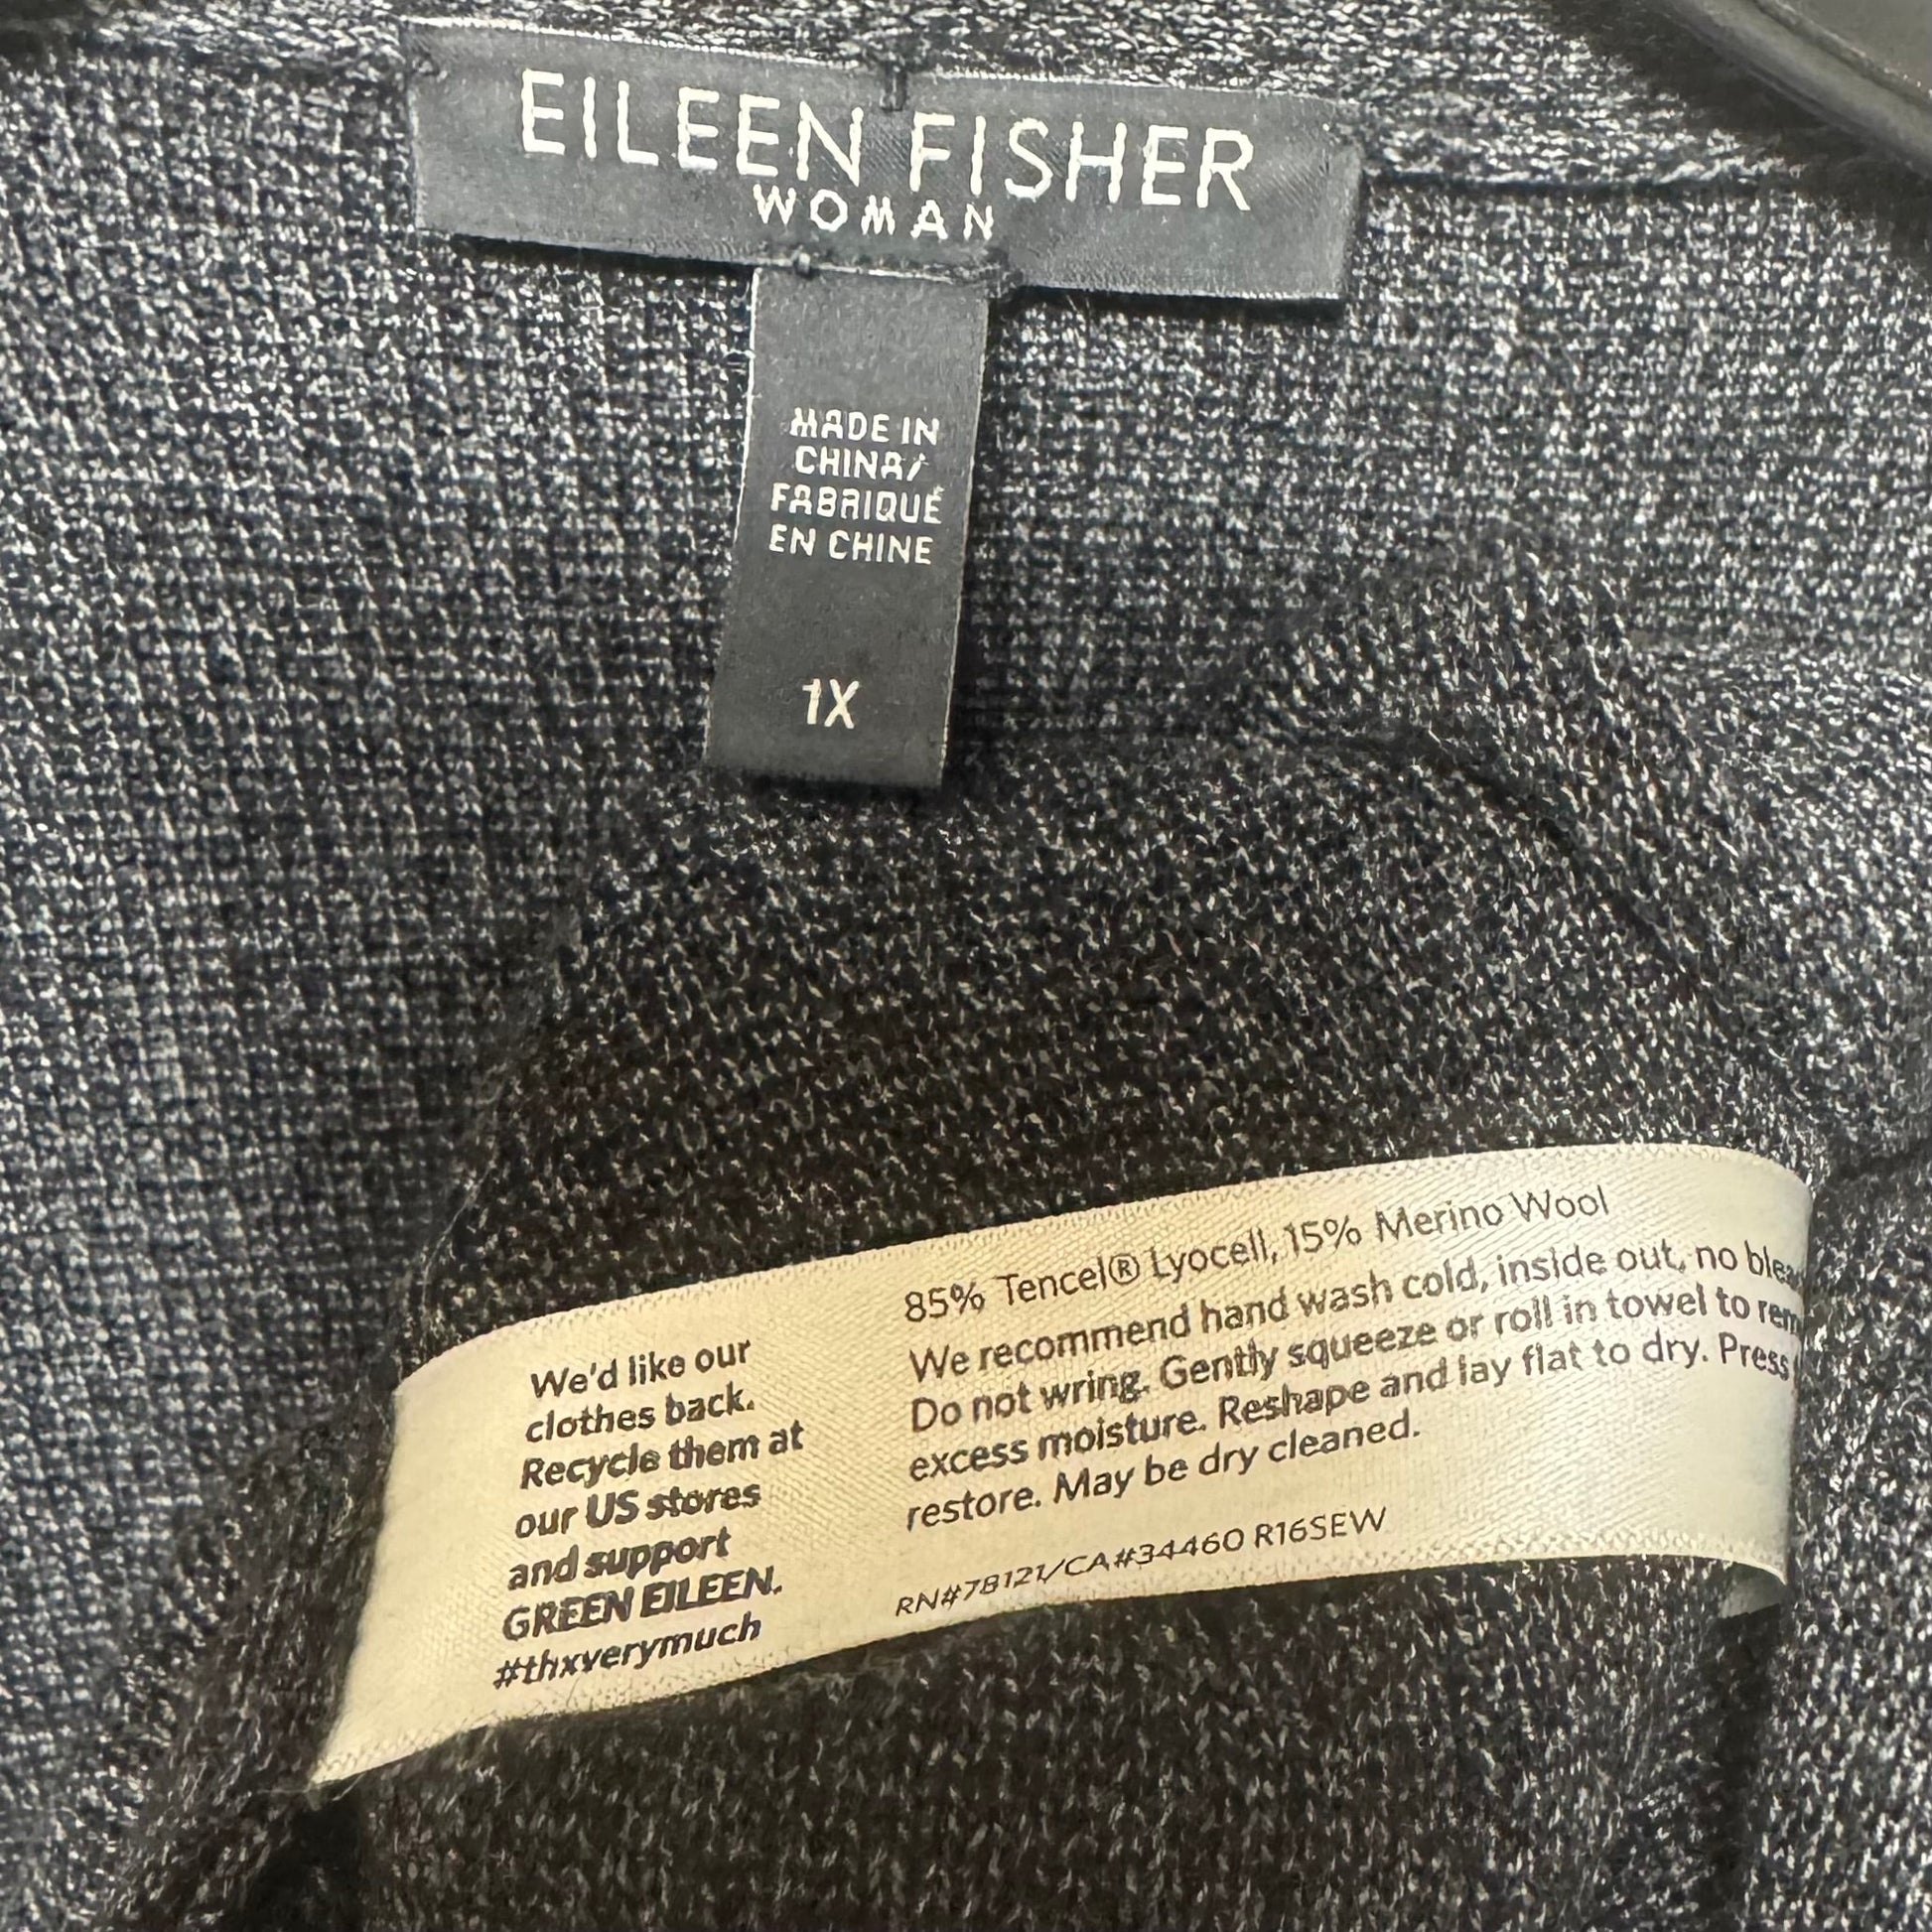 EILEEN FISHER
WOMAN
MADE IN
CHINA/
FABRIQUÉ
EN CHINE
1X
We'd like our
clothes back.
Recycle them at
our US stores
and support
GREEN EILEEN.
#thxverymuch
85% Tencel® Lyocell, 15% Merino Wool
We recommend hand wash cold, inside out, no
Do not wring. Gently squeeze or roll in towel to
excess moisture. Reshape and lay flat to dry. Press
restore. May be dry cleaned.
RN#78121/CA#34460 R16SEW